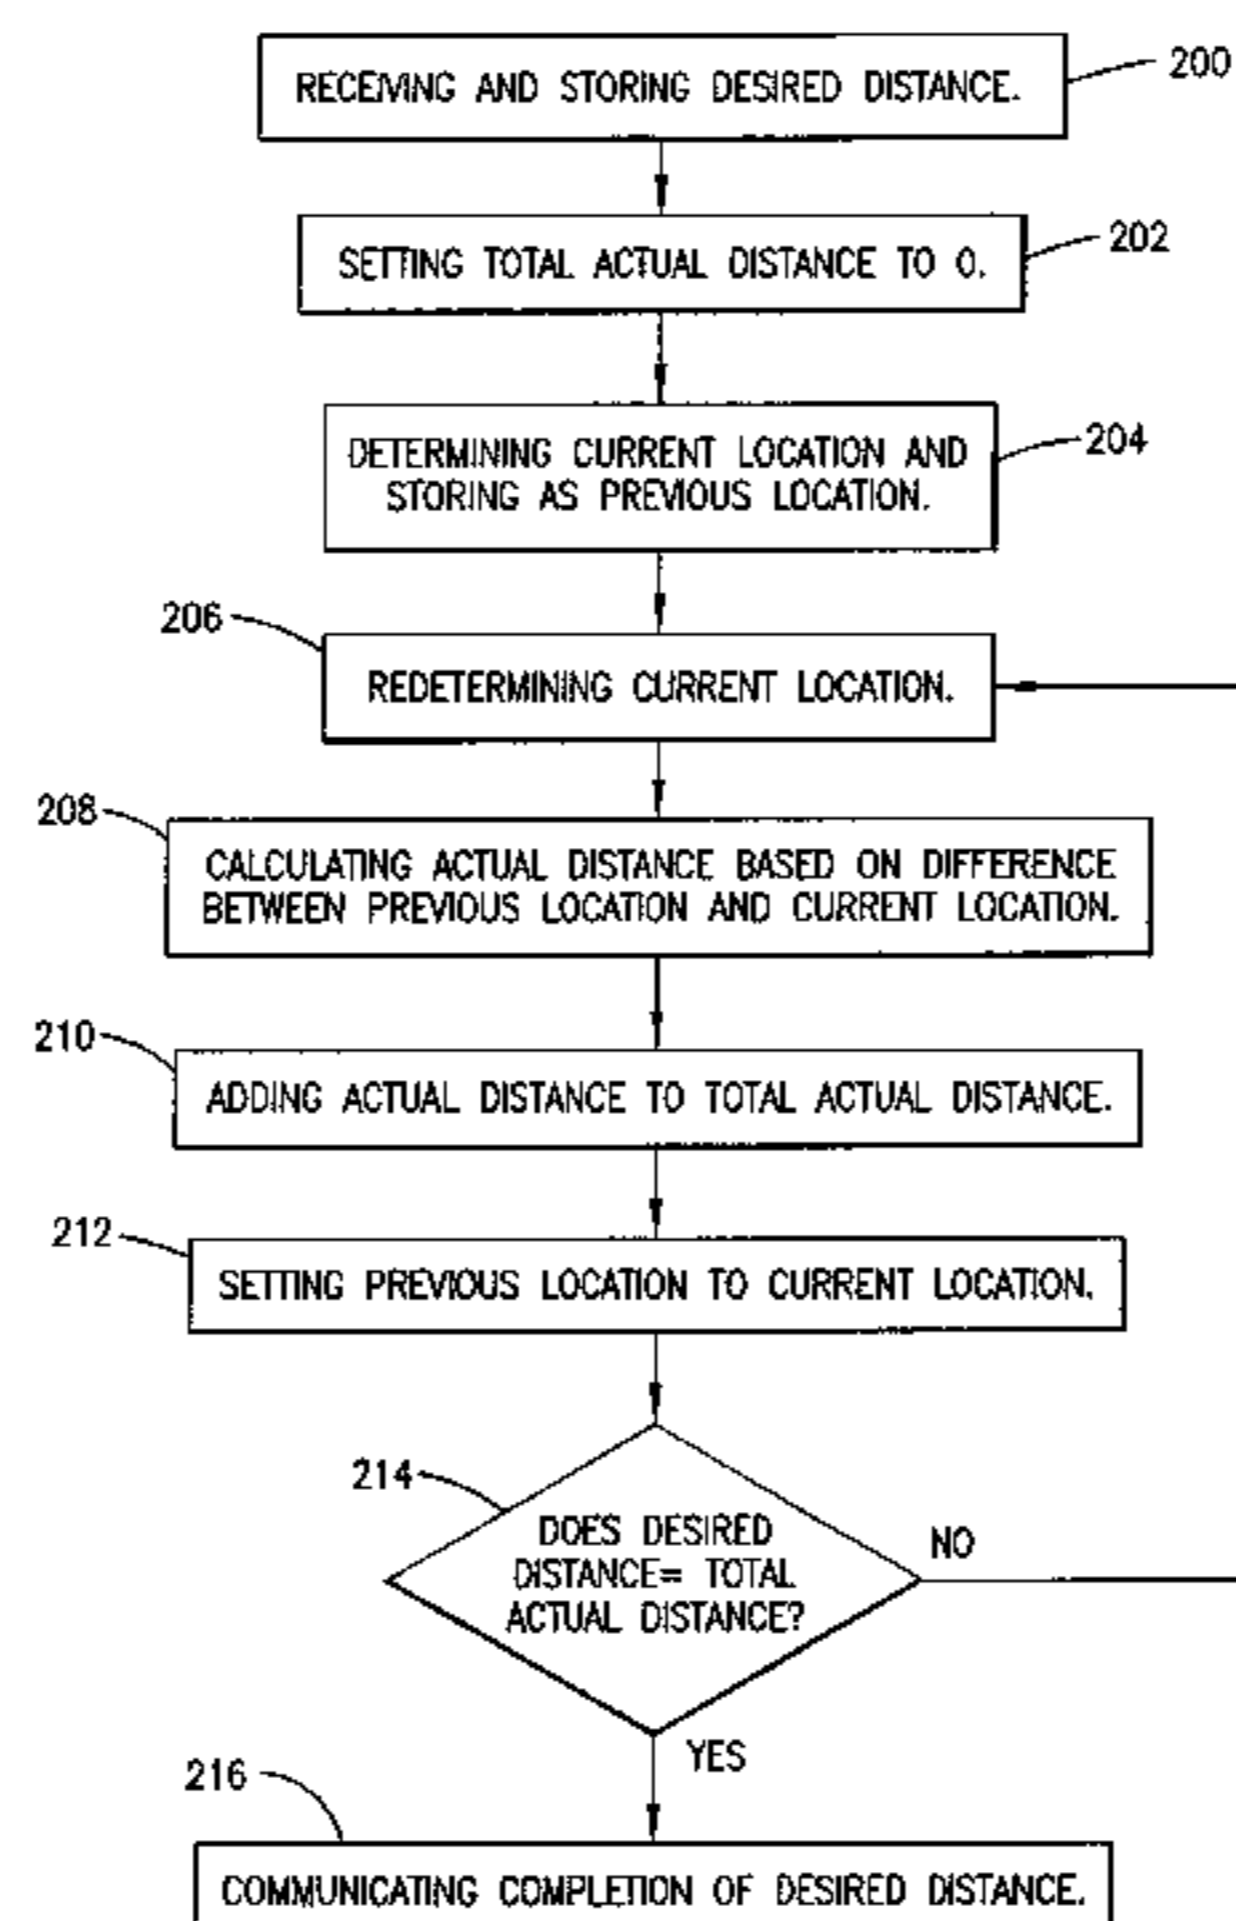 RECEIVING AND STORING DESIRED DISTANCE.
200
SETTING TOTAL ACTUAL DISTANCE TO 0.
202
DETERMINING CURRENT LOCATION AND
STORING AS PREVIOUS LOCATION.
204
206
REDETERMINING CURRENT LOCATION.
208
CALCULATING ACTUAL DISTANCE BASED ON DIFFERENCE
BETWEEN PREVIOUS LOCATION AND CURRENT LOCATION.
210
ADDING ACTUAL DISTANCE TO TOTAL ACTUAL DISTANCE.
212
SETTING PREVIOUS LOCATION TO CURRENT LOCATION.
214
DOES DESIRED
DISTANCE= TOTAL
ACTUAL DISTANCE?
NO
YES
216
COMMUNICATING COMPLETION OF DESIRED DISTANCE.